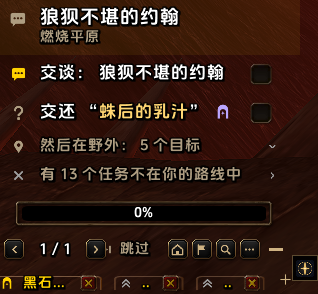 狼狈不堪的约翰
燃烧平原
交谈：狼狈不堪的约翰
交还 “蛛后的乳汁”
然后在野外：5 个目标
有 13 个任务不在你的路线中
0%
1 / 1 跳过
黑石... .. ..